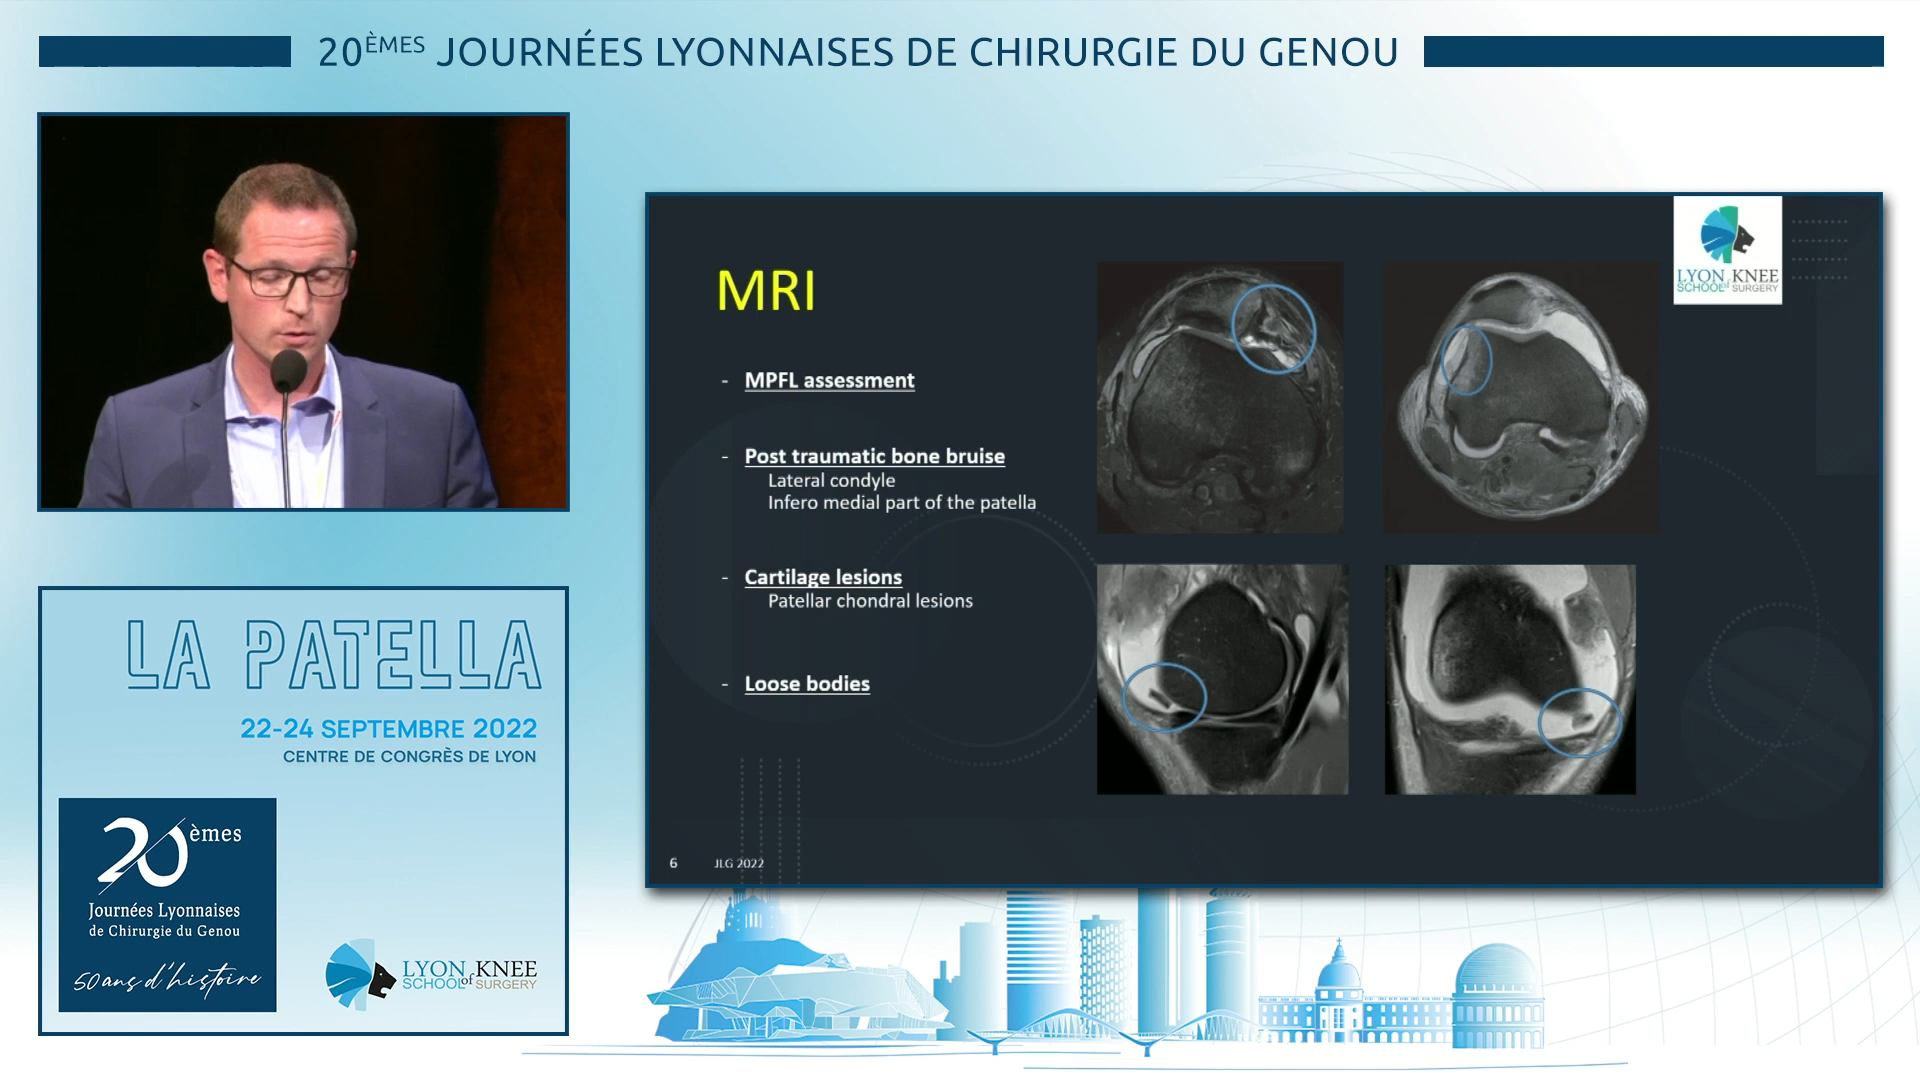 20ÈMES JOURNÉES LYONNAISES DE CHIRURGIE DU GENOU
LA PATELLA
22-24 SEPTEMBRE 2022
CENTRE DE CONGRÈS DE LYON
20èmes
Journées Lyonnaises
de Chirurgie du Genou
50 ans d'histoire
LYON KNEE
SCHOOL of SURGERY
LYON KNEE
SCHOOL of SURGERY
MRI
- MPFL assessment
- Post traumatic bone bruise
Lateral condyle
Infero medial part of the patella
- Cartilage lesions
Patellar chondral lesions
- Loose bodies
6 JLG 2022